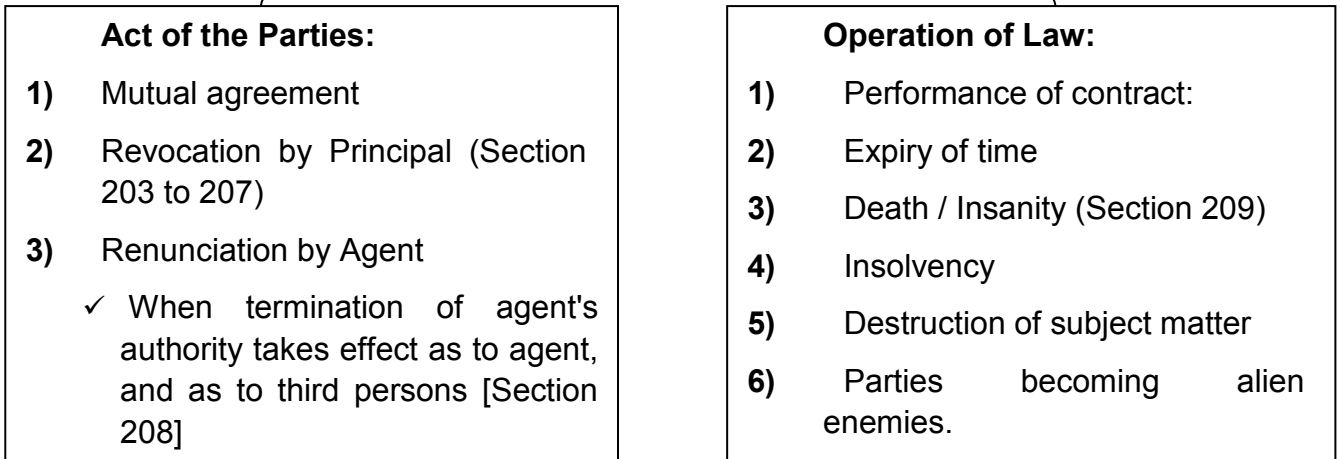 Act of the Parties:
1) Mutual agreement
2) Revocation by Principal (Section
203 to 207)
3) Renunciation by Agent
✓ When termination of agent's
authority takes effect as to agent,
and as to third persons [Section
208]
Operation of Law:
1) Performance of contract:
2) Expiry of time
3) Death / Insanity (Section 209)
4) Insolvency
5) Destruction of subject matter
6) Parties becoming alien
enemies.